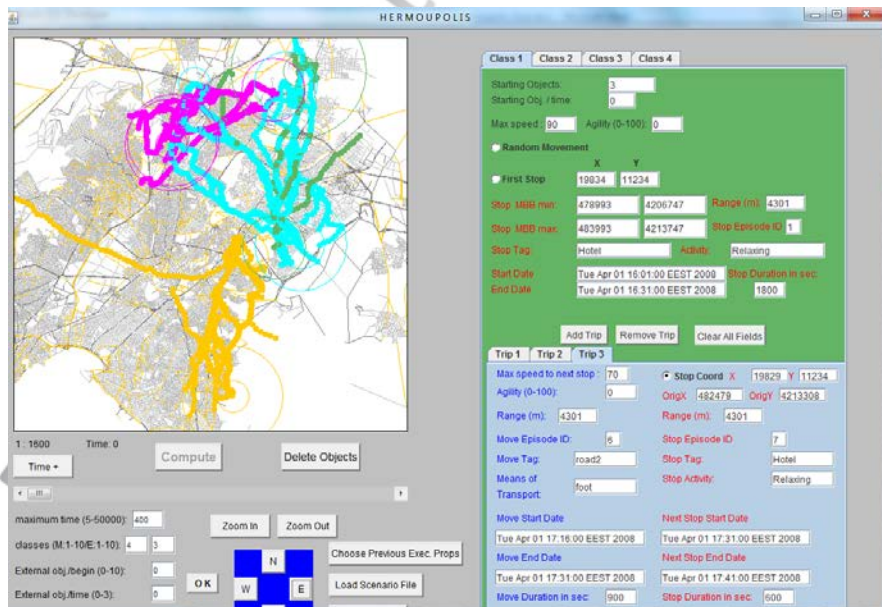 HERMOUPOLIS
Class 1 Class 2 Class 3 Class 4
Starting Objects: 3
Starting Obj. / time: 0
Max speed : 90 Agility (0-100): 0
Random Movement
X Y
First Stop 19834 11234
Stop MBB min: 478993 4206747 Range (m): 4301
Stop MBB max: 483993 4213747 Stop Episode ID 1
Stop Tag: Hotel Activity: Relaxing
Start Date Tue Apr 01 16:01:00 EEST 2008 Stop Duration in sec:
End Date Tue Apr 01 16:31:00 EEST 2008 1800
Add Trip Remove Trip Clear All Fields
Trip 1 Trip 2 Trip 3
Max speed to next stop : 70 Stop Coord X 19829 Y 11234
Agility (0-100): 0 OrigX 482479 OrigY 4213308
Range (m): 4301 Range (m): 4301
Move Episode ID: 6 Stop Episode ID 7
Move Tag: road2 Stop Tag: Hotel
Means of Transport: foot Stop Activity: Relaxing
Move Start Date Next Stop Start Date
Tue Apr 01 17:16:00 EEST 2008 Tue Apr 01 17:31:00 EEST 2008
Move End Date Next Stop End Date
Tue Apr 01 17:31:00 EEST 2008 Tue Apr 01 17:41:00 EEST 2008
Move Duration in sec: 900 Stop Duration in sec: 600
1 : 1600 Time: 0
Time + Compute Delete Objects
maximum time (5-50000): 400 Zoom In Zoom Out
classes (M:1-10/E:1-10): 4 3
External obj./begin (0-10): 0
External obj./time (0-3): 0
OK N W E
Choose Previous Exec. Props
Load Scenario File